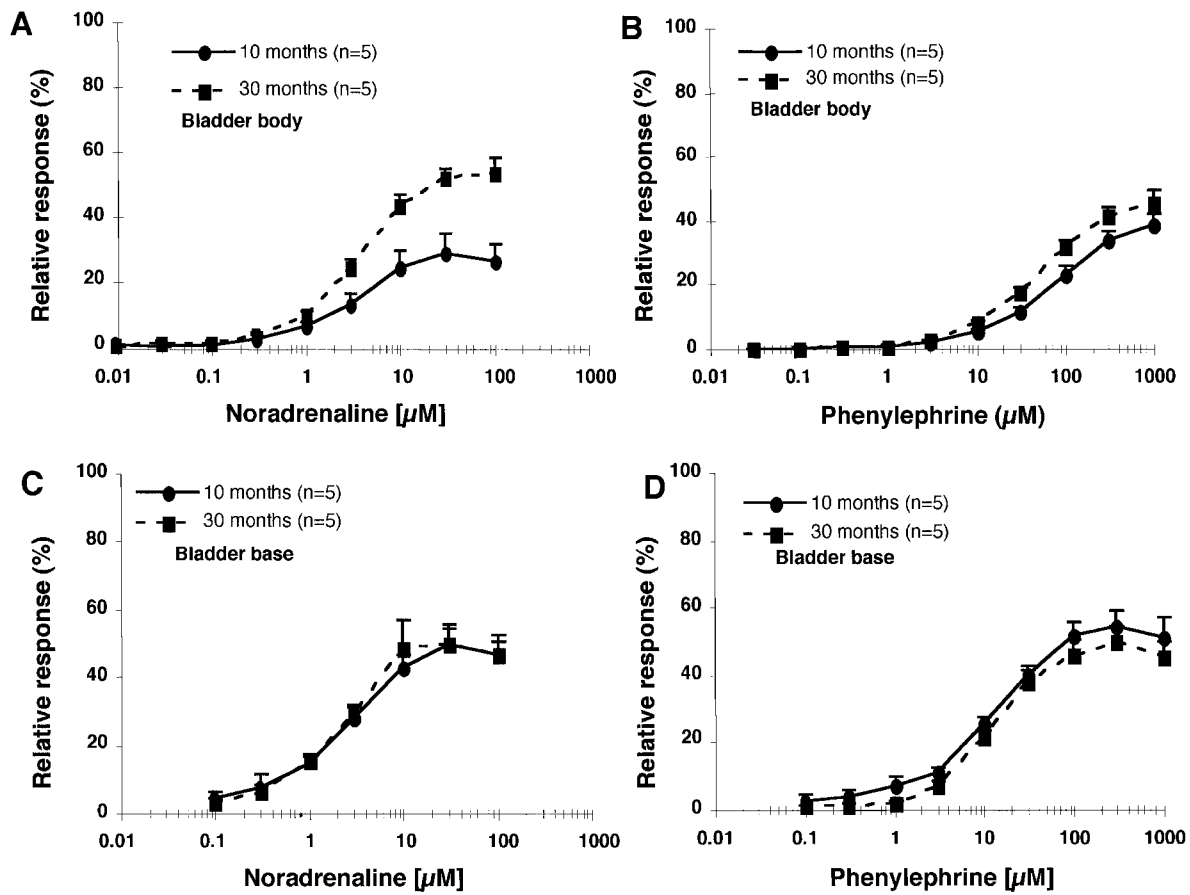 A
100
80
60
40
20
0
Relative response (%)
10 months (n=5)
30 months (n=5)
Bladder body
0.01 0.1 1 10 100 1000
Noradrenaline [µM]
B
100
80
60
40
20
0
Relative response (%)
10 months (n=5)
30 months (n=5)
Bladder body
0.01 0.1 1 10 100 1000
Phenylephrine (µM)
C
100
80
60
40
20
0
Relative response (%)
10 months (n=5)
30 months (n=5)
Bladder base
0.01 0.1 1 10 100 1000
Noradrenaline [µM]
D
100
80
60
40
20
0
Relative response (%)
10 months (n=5)
30 months (n=5)
Bladder base
0.01 0.1 1 10 100 1000
Phenylephrine [µM]